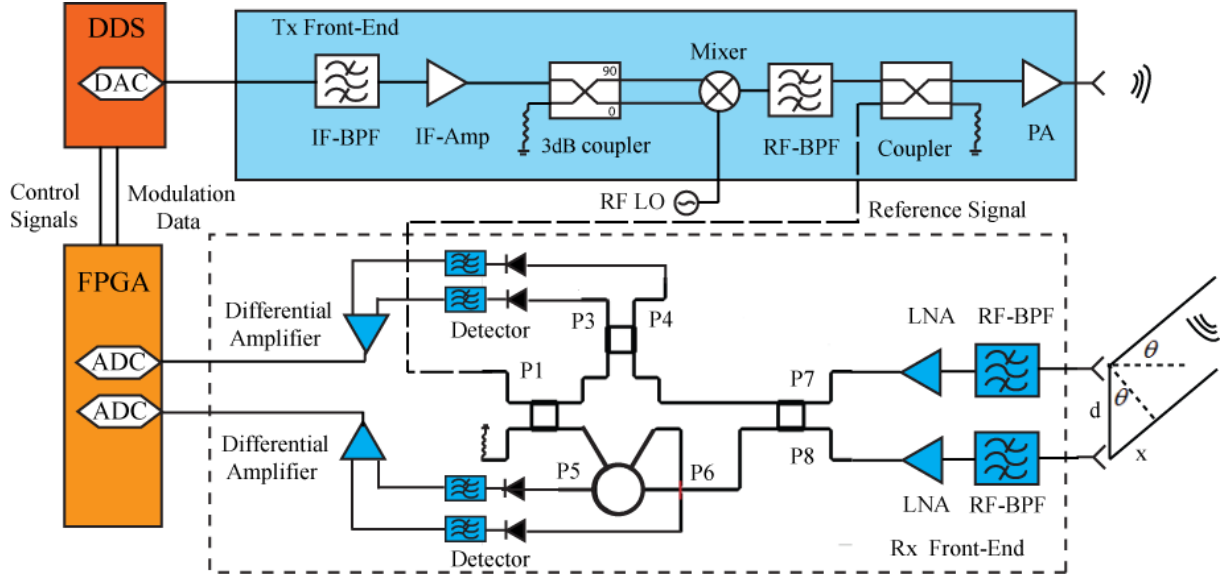 DDS
DAC
Tx Front-End
IF-BPF
IF-Amp
90
0
3dB coupler
Mixer
RF-BPF
Coupler
PA
Control
Signals
Modulation
Data
RF LO
Reference Signal
FPGA
ADC
ADC
Differential
Amplifier
Differential
Amplifier
Detector
Detector
P1
P3
P4
P5
P6
P7
P8
LNA
RF-BPF
LNA
RF-BPF
θ
θ
d
x
Rx Front-End